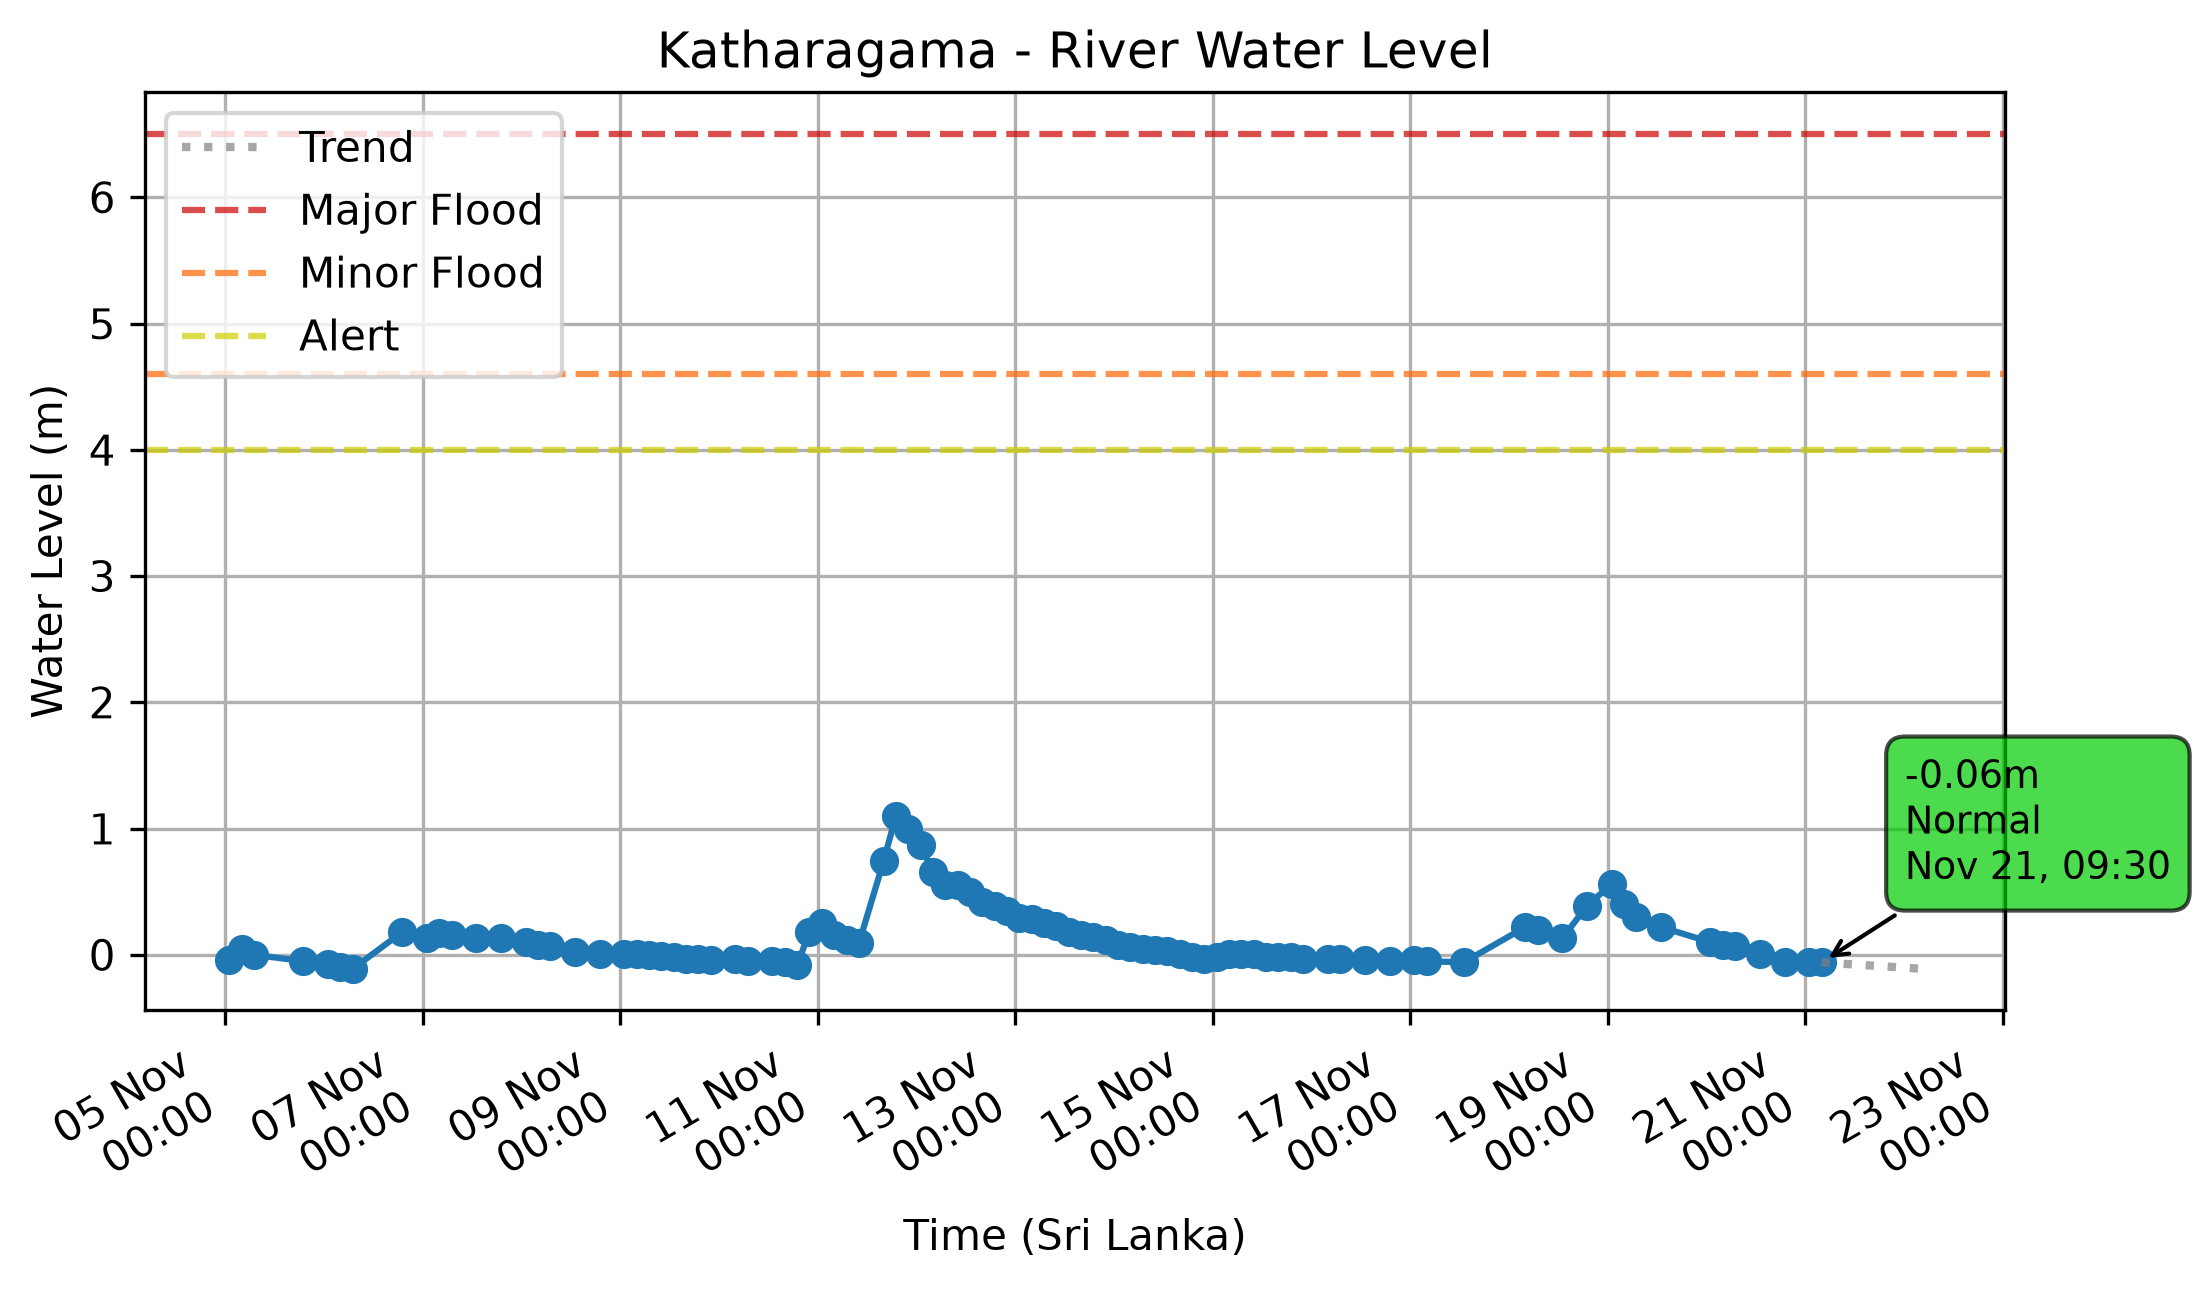 Katharagama - River Water Level
Trend
Major Flood
Minor Flood
Alert
Water Level (m)
6
5
4
3
2
1
0
-0.06m
Normal
Nov 21, 09:30
05 Nov
00:00
07 Nov
00:00
09 Nov
00:00
11 Nov
00:00
13 Nov
00:00
15 Nov
00:00
17 Nov
00:00
19 Nov
00:00
21 Nov
00:00
23 Nov
00:00
Time (Sri Lanka)